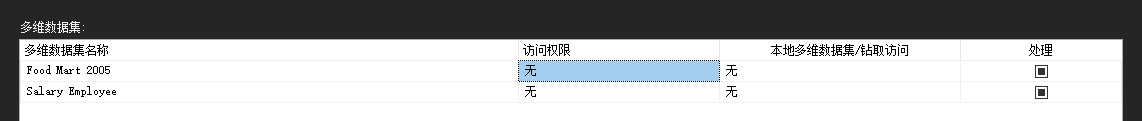 多维数据集:
多维数据集名称 访问权限 本地多维数据集/钻取访问 处理
Food Mart 2005 无 无
Salary Employee 无 无